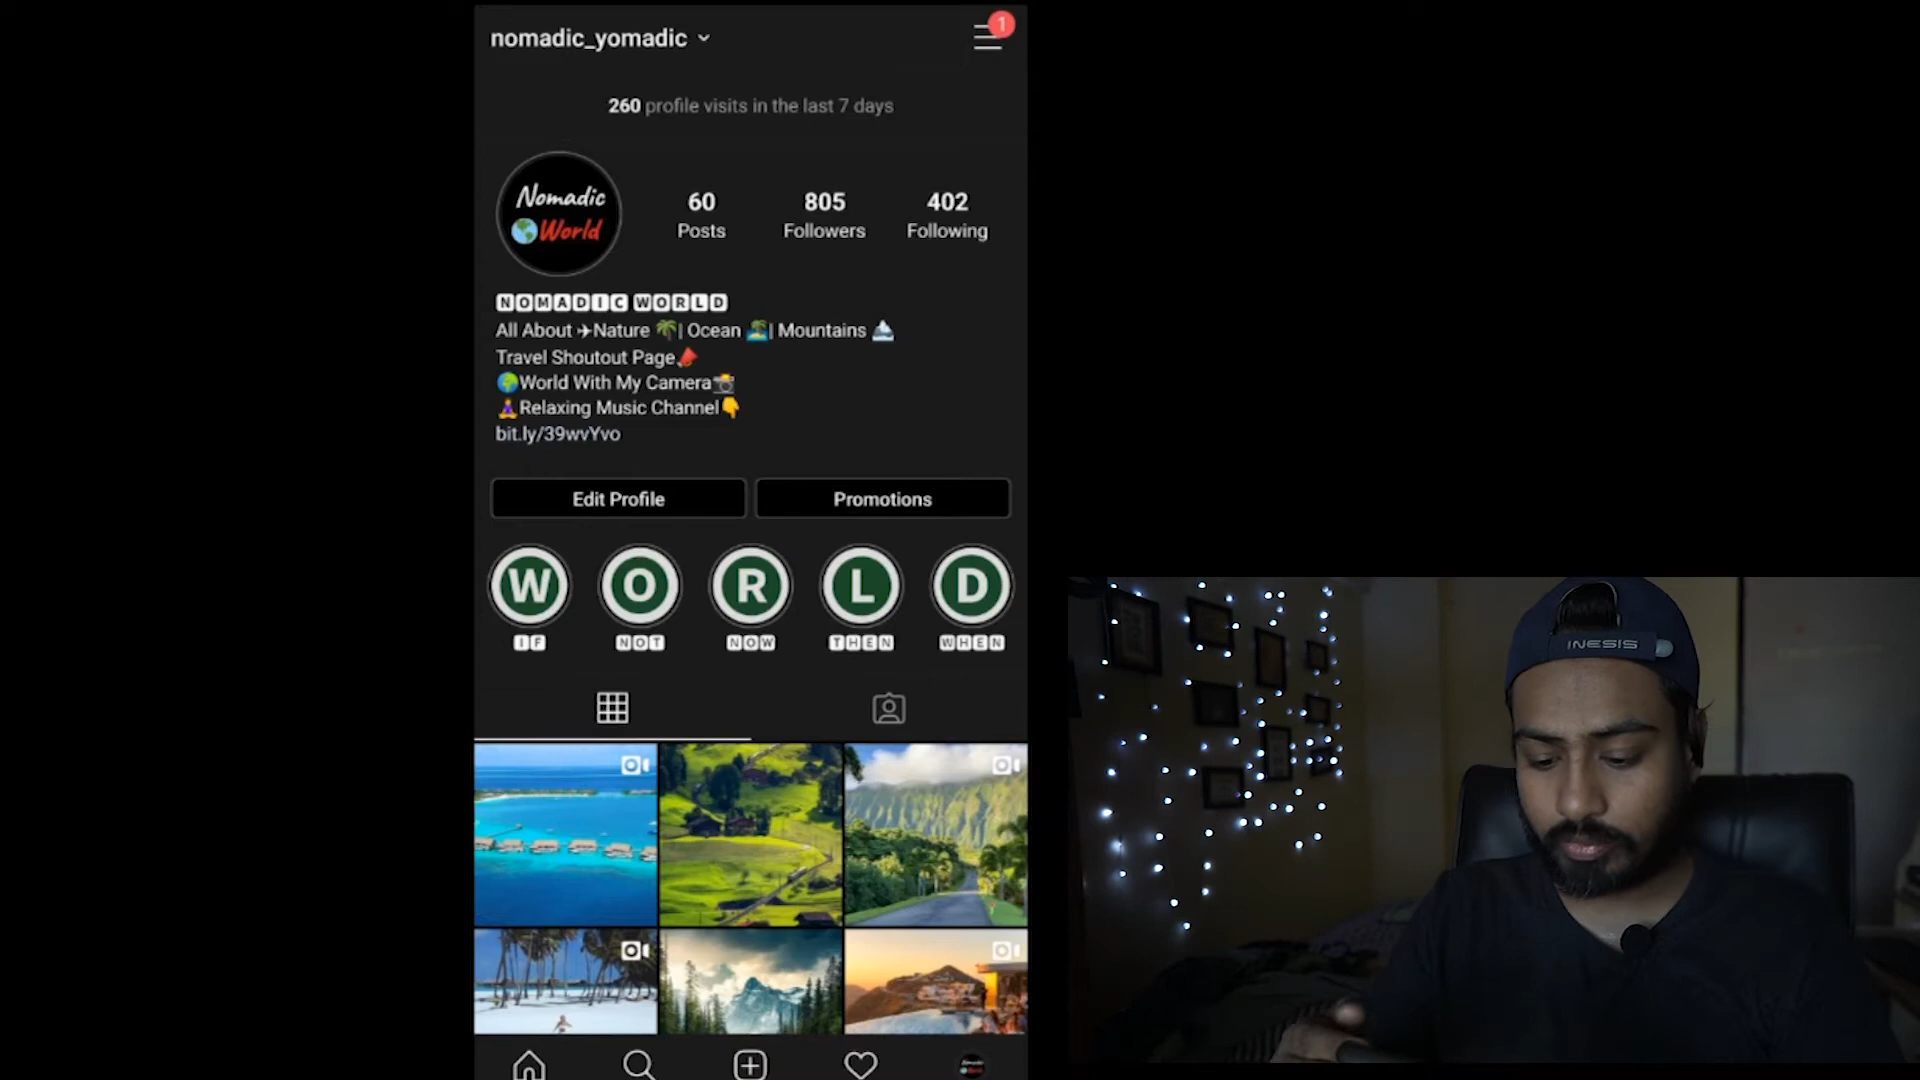 nomadic_yomadic
1
260 profile visits in the last 7 days
Nomadic
World
60
Posts
805
Followers
402
Following
NOMADIC WORLD
All About ✈Nature 🌴| Ocean 🏝| Mountains 🏔
Travel Shoutout Page📣
🌍World With My Camera📸
🧘Relaxing Music Channel👇
bit.ly/39wvYvo
Edit Profile
Promotions
W
O
R
L
D
IF
NOT
NOW
THEN
WHEN
INESIS